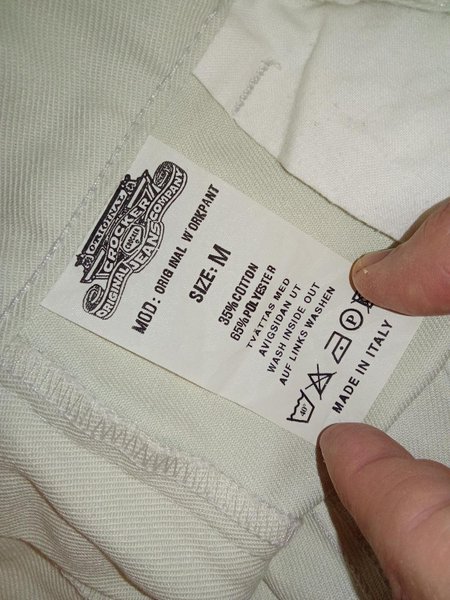 ORIGINAL
CROCKER
ORIGINAL JEANS COMPANY
MOD: ORIGINAL WORKPANT
SIZE: M
35% COTTON
65% POLYESTER
TVÄTTAS MED
AVIGSIDAN UT
WASH INSIDE OUT
AUF LINKS WASHEN
40°
MADE IN ITALY